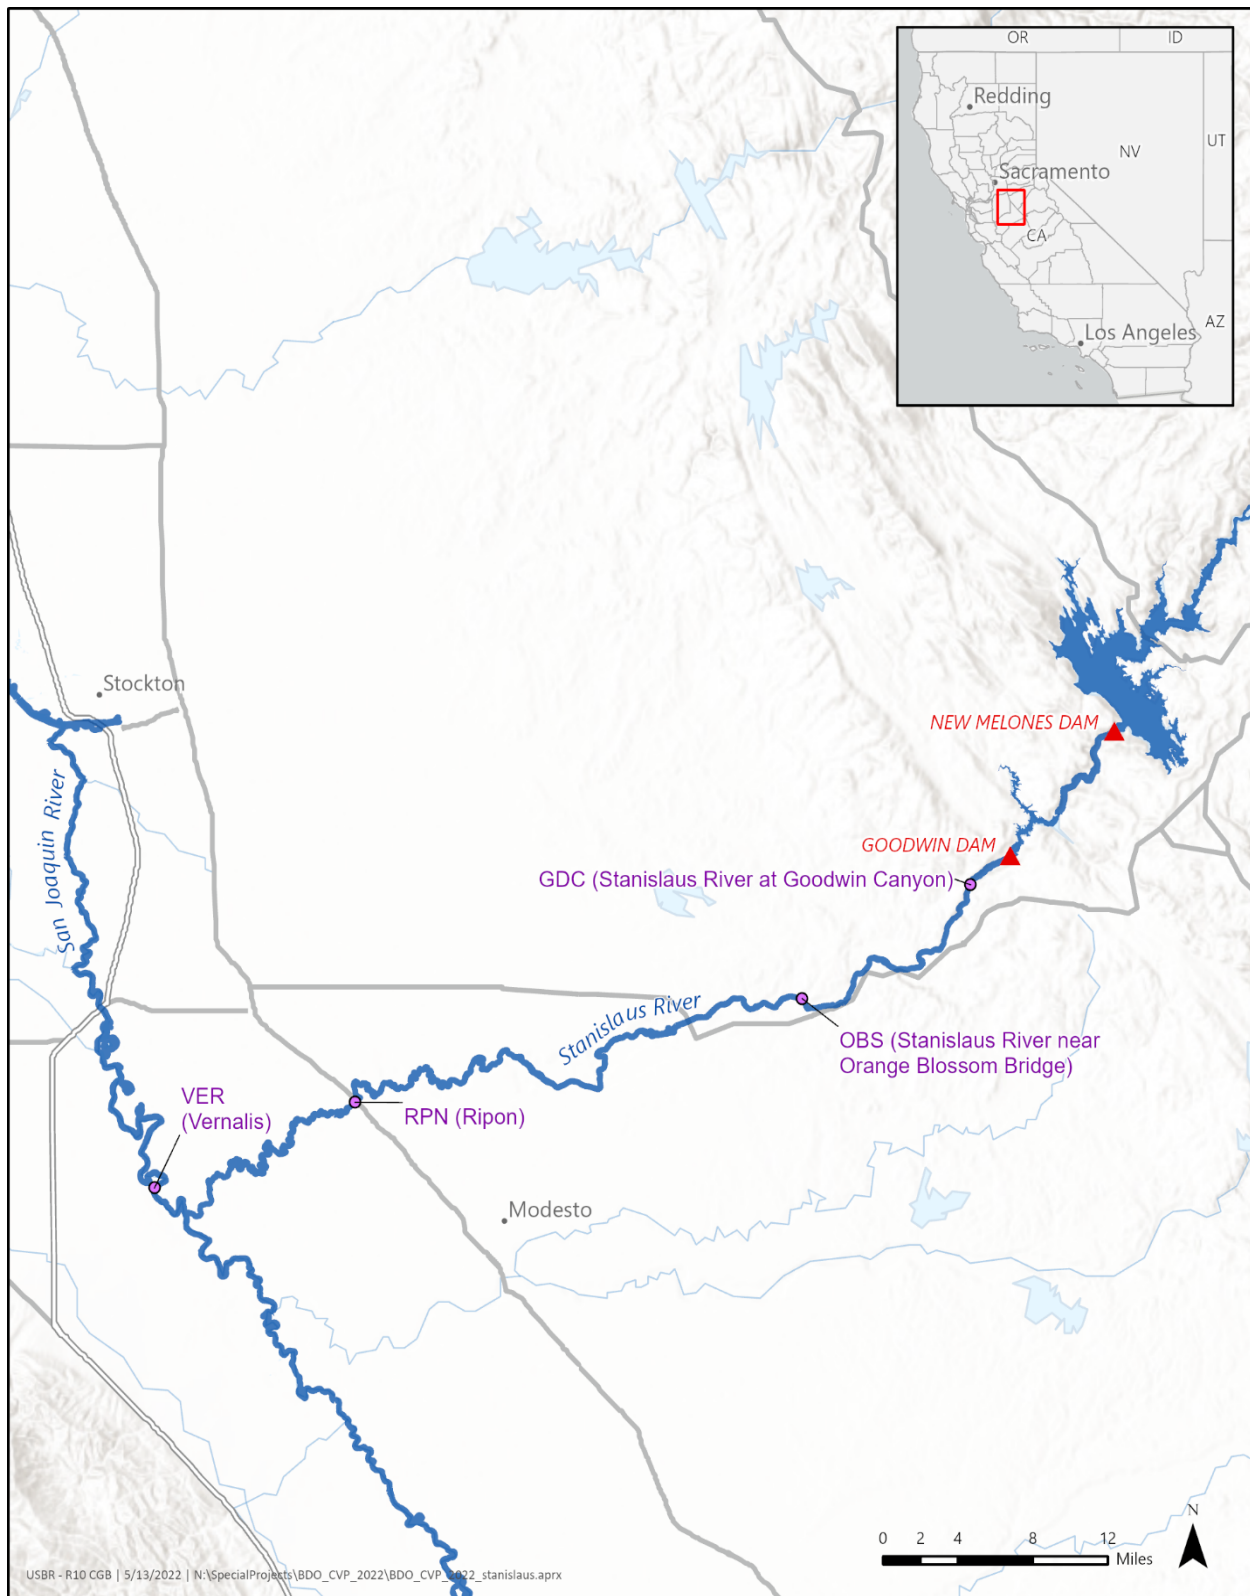 OR
ID
Redding
UT
NV
Sacramento
CA
Los Angeles
AZ
Stockton
NEW MELONES DAM
San Joaquin River
GOODWIN DAM
GDC (Stanislaus River at Goodwin Canyon)
Stanislaus River
OBS (Stanislaus River near
Orange Blossom Bridge)
VER
(Vernalis)
RPN (Ripon)
Modesto
N
0 2 4 8 12
Miles
USBR - R10 CGB | 5/13/2022 | N:\SpecialProjects\BDO_CVP_2022\BDO_CVP_2022_stanislaus.aprx